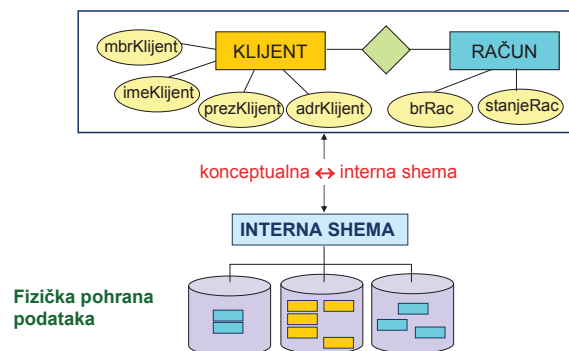 mbrKlijent
KLIJENT
RAČUN
imeKlijent
prezKlijent
adrKlijent
brRac
stanjeRac
konceptualna ↔ interna shema
INTERNA SHEMA
Fizička pohrana
podataka